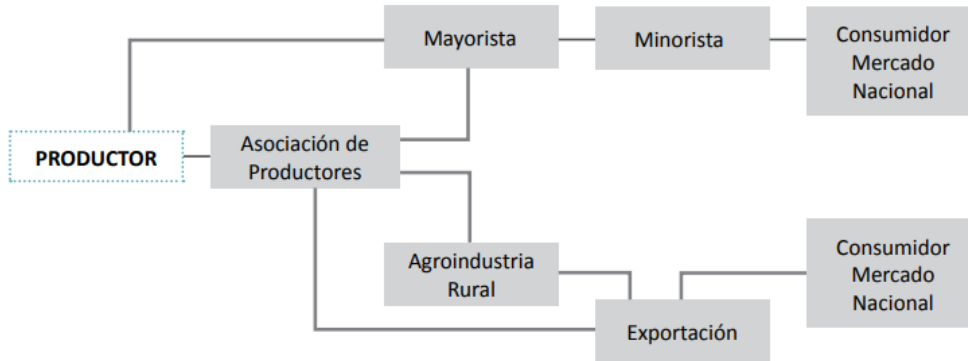 Mayorista
Minorista
Consumidor
Mercado
Nacional
PRODUCTOR
Asociación de
Productores
Agroindustria
Rural
Consumidor
Mercado
Nacional
Exportación